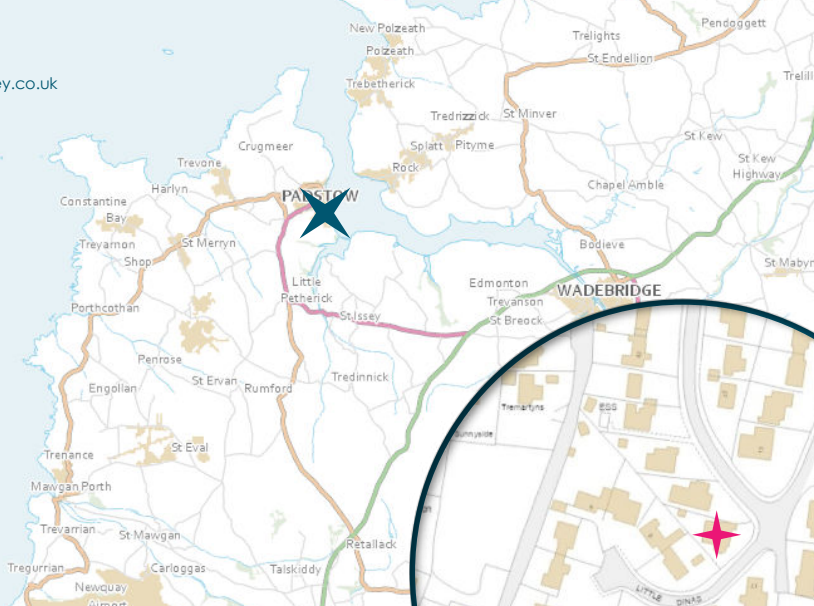 New Polzeath
Pendoggett
Trelights
Polzeath
St Endellion
ey.co.uk
Trebetherick
Trelill
Tredrizzick
St Minver
Crugmeer
St Kew
Splatt
Pityme
Trevone
Rock
St Kew
Highway
Harlyn
PADSTOW
Chapel Amble
Constantine
Bay
Treyarnon
St Merryn
Bodieve
Shop
St Mabyn
Little
Petherick
Edmonton
WADEBRIDGE
Trevanson
Porthcothan
St Issey
St Breock
Penrose
Engollan
St Ervan
Rumford
Tredinnick
Tremartyns
ESS
Sunnyside
St Eval
Trenance
Mawgan Porth
Trevarrian
St Mawgan
Retallack
Tregurrian
Carloggas
Talskiddy
Newquay
Airport
LITTLE DINAS